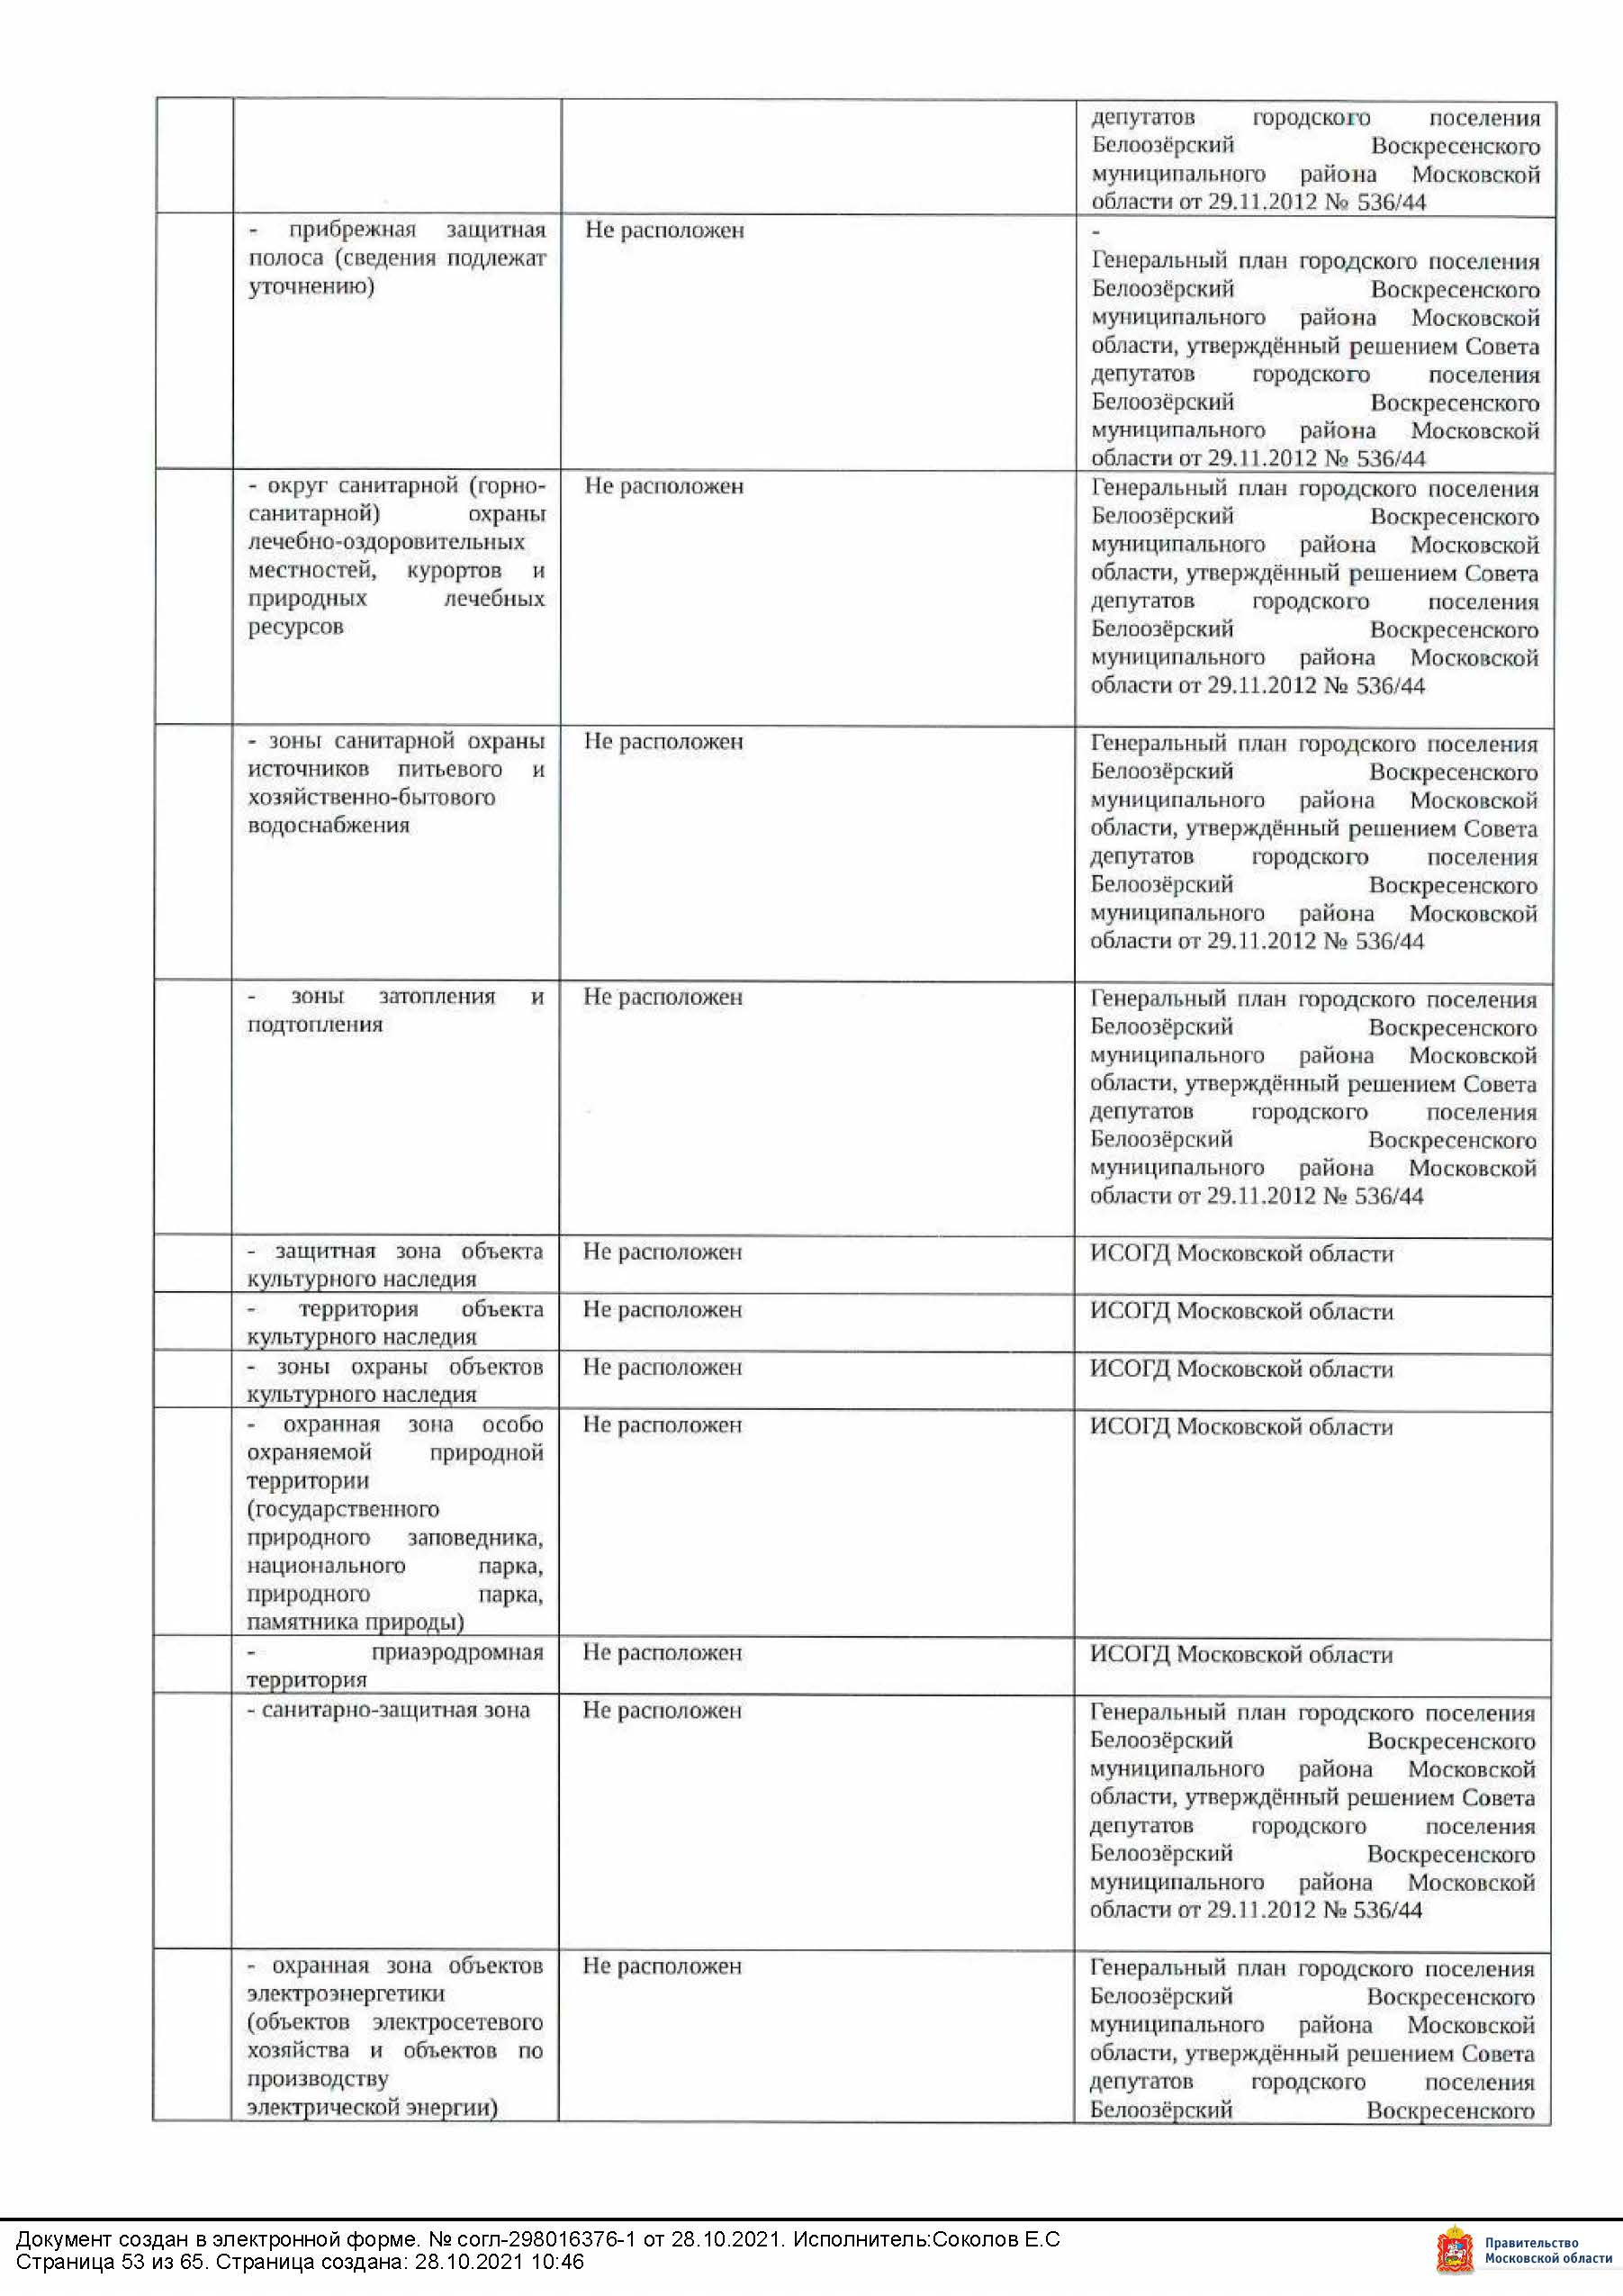 депутатов городского поселения
Белоозёрский Воскресенского
муниципального района Московской
области от 29.11.2012 № 536/44
- прибрежная защитная
полоса (сведения подлежат
уточнению)
Не расположен
-
Генеральный план городского поселения
Белоозёрский Воскресенского
муниципального района Московской
области, утверждённый решением Совета
депутатов городского поселения
Белоозёрский Воскресенского
муниципального района Московской
области от 29.11.2012 № 536/44
- округ санитарной (горно-
санитарной) охраны
лечебно-оздоровительных
местностей, курортов и
природных лечебных
ресурсов
Не расположен
Генеральный план городского поселения
Белоозёрский Воскресенского
муниципального района Московской
области, утверждённый решением Совета
депутатов городского поселения
Белоозёрский Воскресенского
муниципального района Московской
области от 29.11.2012 № 536/44
- зоны санитарной охраны
источников питьевого и
хозяйственно-бытового
водоснабжения
Не расположен
Генеральный план городского поселения
Белоозёрский Воскресенского
муниципального района Московской
области, утверждённый решением Совета
депутатов городского поселения
Белоозёрский Воскресенского
муниципального района Московской
области от 29.11.2012 № 536/44
- зоны затопления и
подтопления
Не расположен
Генеральный план городского поселения
Белоозёрский Воскресенского
муниципального района Московской
области, утверждённый решением Совета
депутатов городского поселения
Белоозёрский Воскресенского
муниципального района Московской
области от 29.11.2012 № 536/44
- защитная зона объекта
культурного наследия
Не расположен
ИСОГД Московской области
- территория объекта
культурного наследия
Не расположен
ИСОГД Московской области
- зоны охраны объектов
культурного наследия
Не расположен
ИСОГД Московской области
- охранная зона особо
охраняемой природной
территории
(государственного
природного заповедника,
национального парка,
природного парка,
памятника природы)
Не расположен
ИСОГД Московской области
- приаэродромная
территория
Не расположен
ИСОГД Московской области
- санитарно-защитная зона
Не расположен
Генеральный план городского поселения
Белоозёрский Воскресенского
муниципального района Московской
области, утверждённый решением Совета
депутатов городского поселения
Белоозёрский Воскресенского
муниципального района Московской
области от 29.11.2012 № 536/44
- охранная зона объектов
электроэнергетики
(объектов электросетевого
хозяйства и объектов по
производству
электрической энергии)
Не расположен
Генеральный план городского поселения
Белоозёрский Воскресенского
муниципального района Московской
области, утверждённый решением Совета
депутатов городского поселения
Белоозёрский Воскресенского
Документ создан в электронной форме. № согл-298016376-1 от 28.10.2021. Исполнитель:Соколов Е.С
Страница 53 из 65. Страница создана: 28.10.2021 10:46
Правительство
Московской области